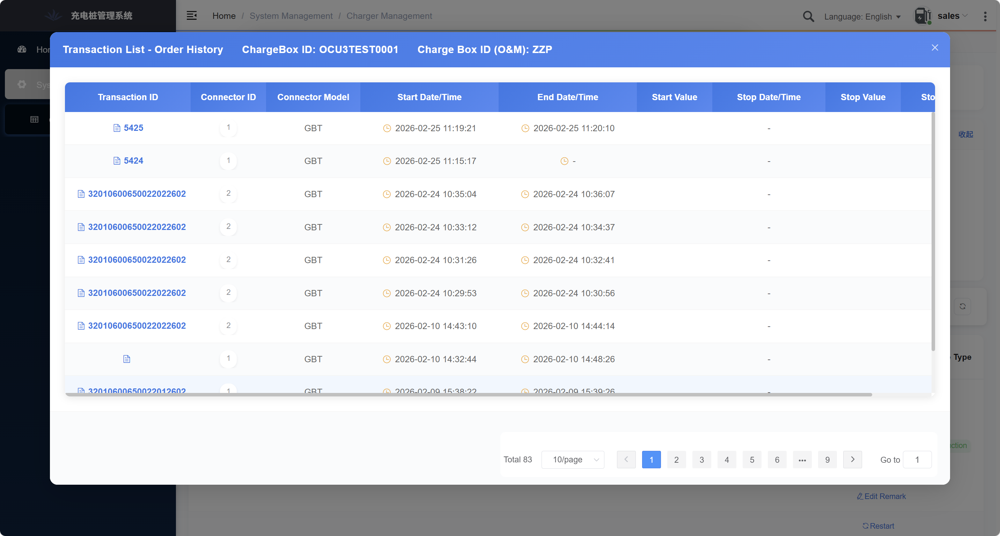 充电桩管理系统
Home / System Management / Charger Management
Language: English
sales
Hor
Sys
Transaction List - Order History ChargeBox ID: OCU3TEST0001 Charge Box ID (O&M): ZZP
收起
Transaction ID Connector ID Connector Model Start Date/Time End Date/Time Start Value Stop Date/Time Stop Value Sto
5425 1 GBT 2026-02-25 11:19:21 2026-02-25 11:20:10 -
5424 1 GBT 2026-02-25 11:15:17 - -
32010600650022022602 2 GBT 2026-02-24 10:35:04 2026-02-24 10:36:07 -
32010600650022022602 2 GBT 2026-02-24 10:33:12 2026-02-24 10:34:37 -
32010600650022022602 2 GBT 2026-02-24 10:31:26 2026-02-24 10:32:41 -
32010600650022022602 2 GBT 2026-02-24 10:29:53 2026-02-24 10:30:56 -
32010600650022022602 2 GBT 2026-02-10 14:43:10 2026-02-10 14:44:14 -
1 GBT 2026-02-10 14:32:44 2026-02-10 14:48:26 -
32010600650022012602 1 GBT 2026-02-09 15:38:22 2026-02-09 15:39:26 -
Type
ction
Total 83 10/page 1 2 3 4 5 6 ••• 9 Go to 1
Edit Remark
Restart